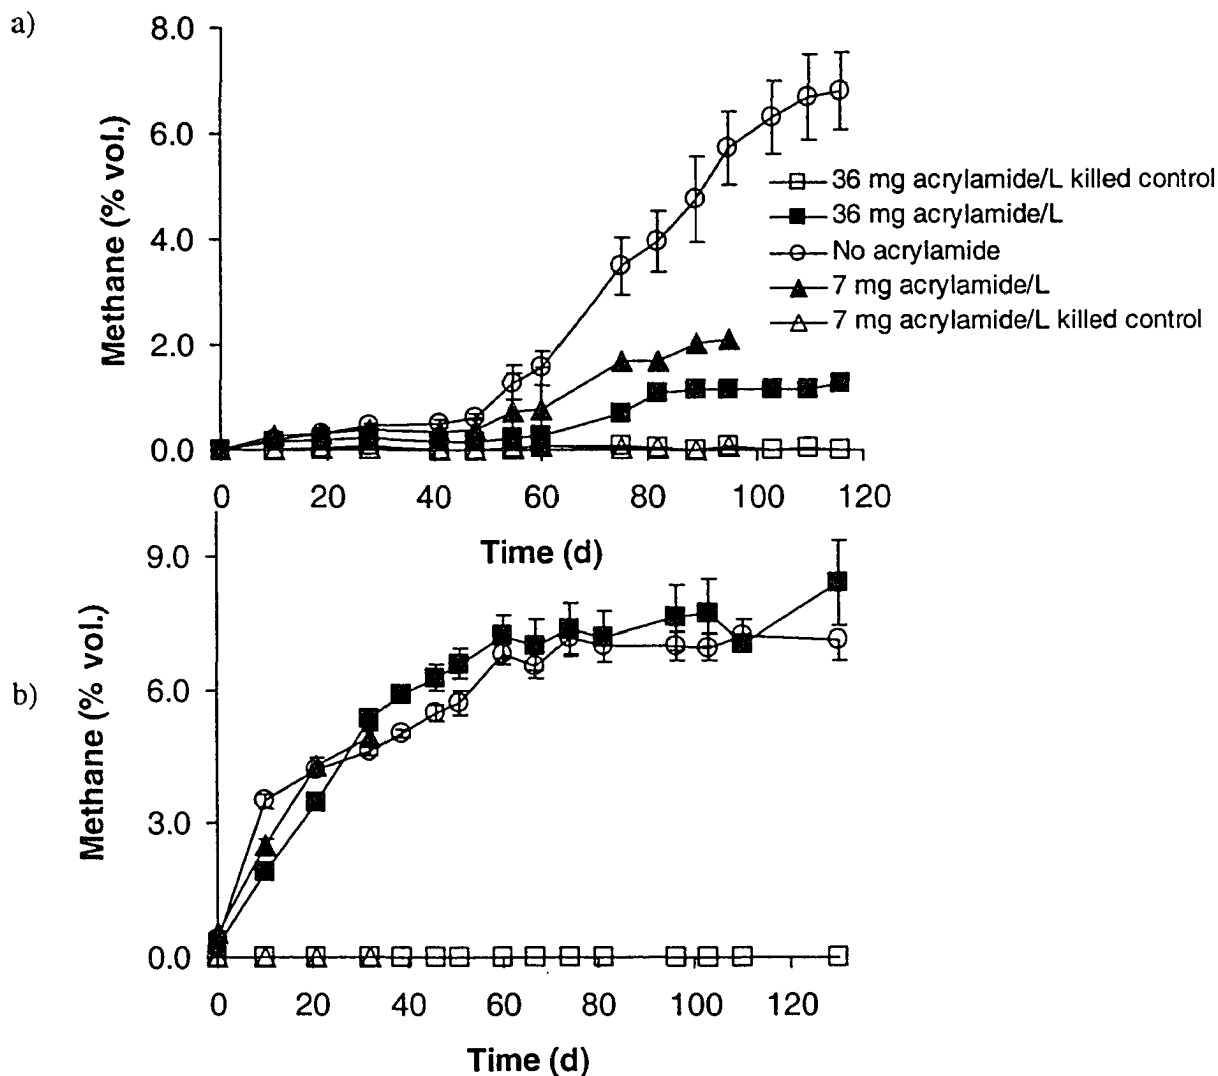 a)
8.0
6.0
4.0
2.0
0.0
Methane (% vol.)
36 mg acrylamide/L killed control
36 mg acrylamide/L
No acrylamide
7 mg acrylamide/L
7 mg acrylamide/L killed control
0 20 40 60 80 100 120
Time (d)
b)
9.0
6.0
3.0
0.0
Methane (% vol.)
0 20 40 60 80 100 120
Time (d)